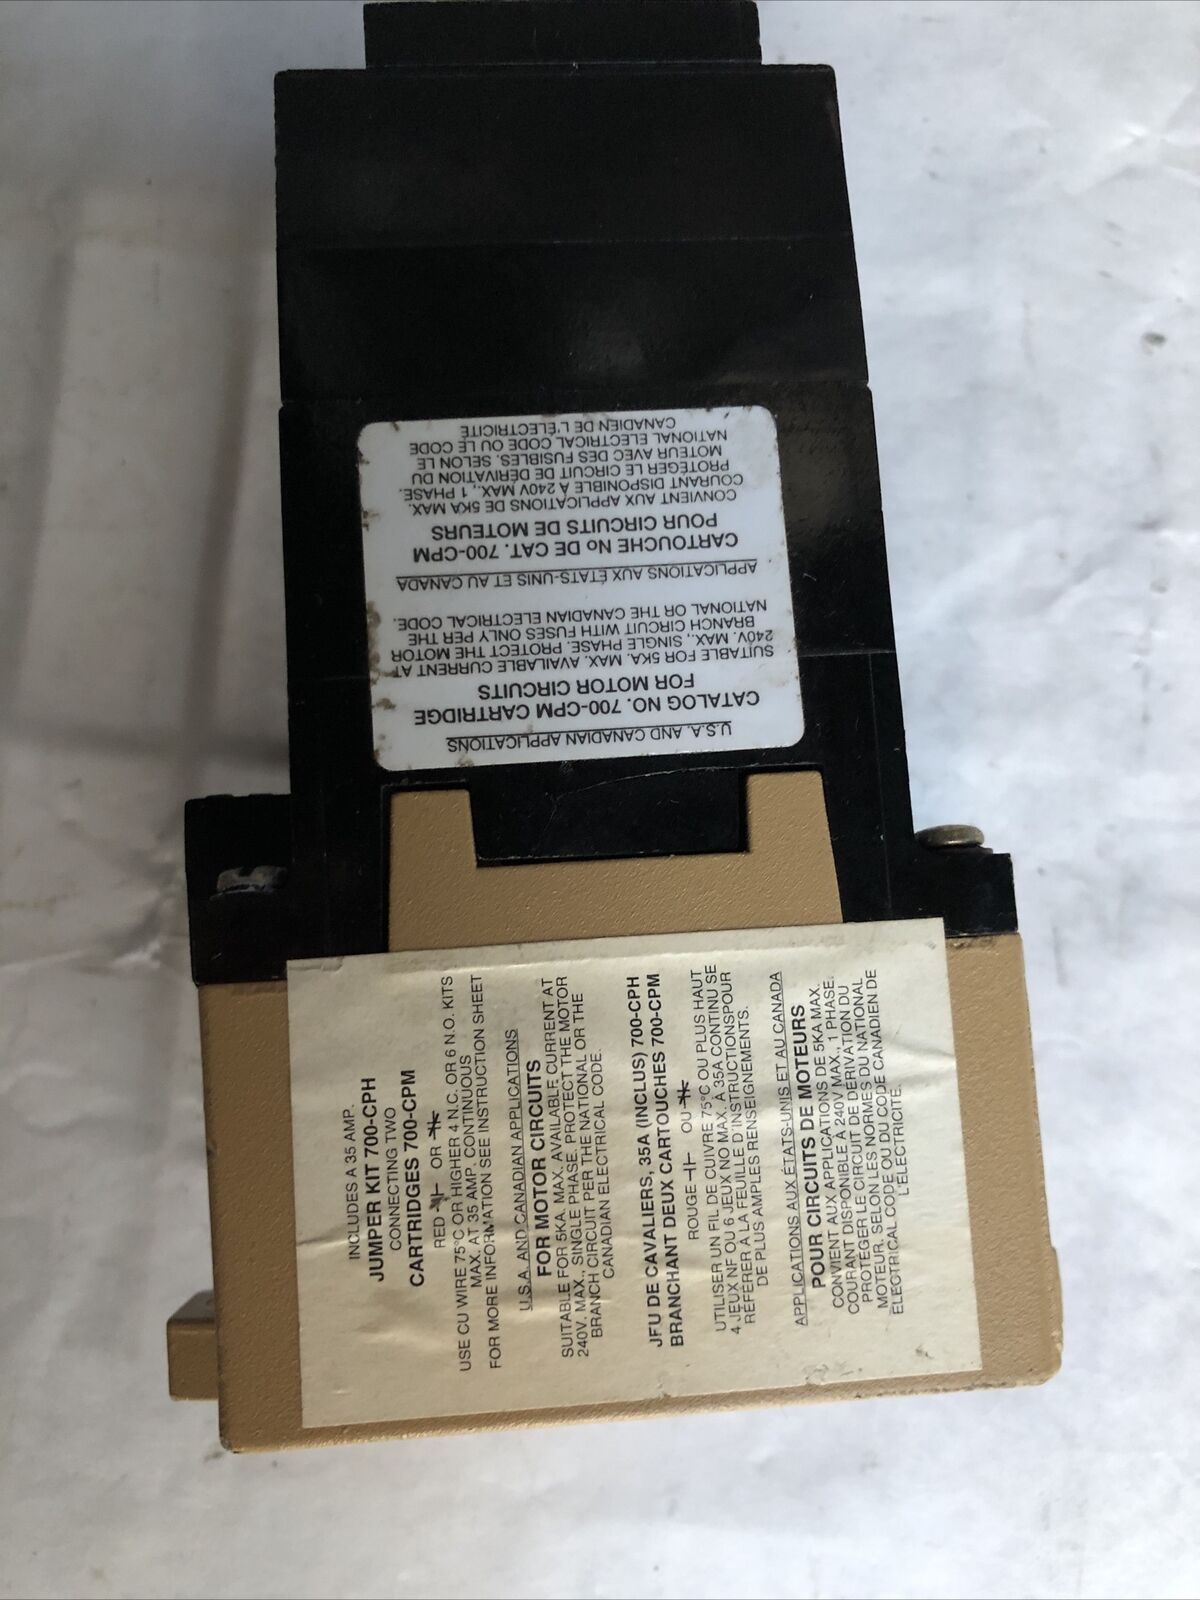 U.S.A. AND CANADIAN APPLICATIONS
CATALOG NO. 700-CPM CARTRIDGE
FOR MOTOR CIRCUITS
SUITABLE FOR 5KA. MAX. AVAILABLE CURRENT AT
240V. MAX., SINGLE PHASE. PROTECT THE MOTOR
BRANCH CIRCUIT WITH FUSES ONLY PER THE
NATIONAL OR THE CANADIAN ELECTRICAL CODE.
APPLICATIONS AUX ÉTATS-UNIS ET AU CANADA
CARTOUCHE No DE CAT. 700-CPM
POUR CIRCUITS DE MOTEURS
CONVIENT AUX APPLICATIONS DE 5KA MAX.
COURANT DISPONIBLE À 240V MAX., 1 PHASE.
PROTÉGER LE CIRCUIT DE DÉRIVATION DU
MOTEUR AVEC DES FUSIBLES. SELON LE
NATIONAL ELECTRICAL CODE OU LE CODE
CANADIEN DE L'ÉLECTRICITÉ
INCLUDES A 35 AMP.
JUMPER KIT 700-CPH
CONNECTING TWO
CARTRIDGES 700-CPM
RED OR
USE CU WIRE 75°C OR HIGHER 4 N.C. OR 6 N.O. KITS
MAX. AT 35 AMP. CONTINUOUS
FOR MORE INFORMATION SEE INSTRUCTION SHEET
U.S.A. AND CANADIAN APPLICATIONS
FOR MOTOR CIRCUITS
SUITABLE FOR 5KA. MAX. AVAILABLE CURRENT AT
240V. MAX., SINGLE PHASE. PROTECT THE MOTOR
BRANCH CIRCUIT PER THE NATIONAL OR THE
CANADIAN ELECTRICAL CODE.
JFU DE CAVALIERS, 35A (INCLUS) 700-CPH
BRANCHANT DEUX CARTOUCHES 700-CPM
ROUGE OU
UTILISER UN FIL DE CUIVRE 75°C OU PLUS HAUT
4 JEUX NF OU 6 JEUX NO MAX. À 35A CONTINU SE
RÉFÉRER À LA FEUILLE D'INSTRUCTIONSPOUR
DE PLUS AMPLES RENSEIGNEMENTS.
APPLICATIONS AUX ÉTATS-UNIS ET AU CANADA
POUR CIRCUITS DE MOTEURS
CONVIENT AUX APPLICATIONS DE 5KA MAX.
COURANT DISPONIBLE À 240V MAX., 1 PHASE.
PROTÉGER LE CIRCUIT DE DÉRIVATION DU
MOTEUR, SELON LES NORMES DU NATIONAL
ELECTRICAL CODE OU DU CODE CANADIEN DE
L'ÉLECTRICITÉ.